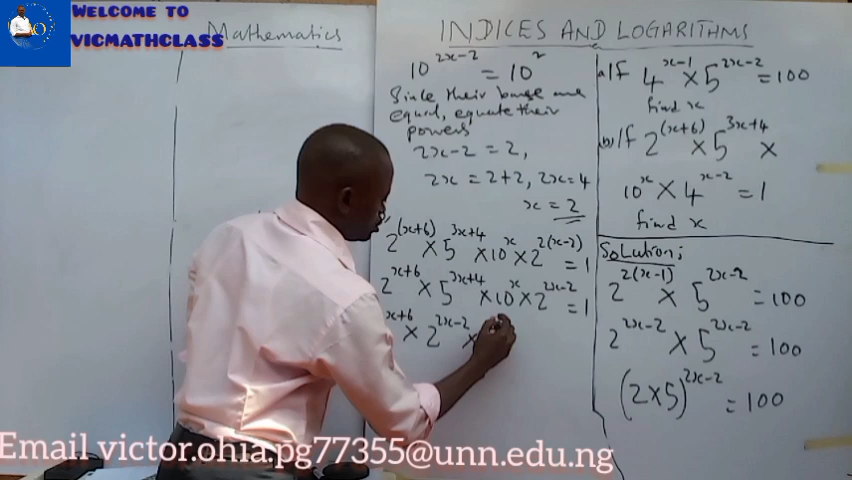 Welcome to
VICMATHCLASS
Mathematics
INDICES AND LOGARITHMS
10^(2x-2) = 10^2
Since their base are
equal, equate their
powers
2x-2 = 2,
2x = 2+2, 2x=4
x = 2
2^(x+6) × 5^(3x+4) × 10^x × 2^(2(x-2)) = 1
2^(x+6) × 5^(3x+4) × 10^x × 2^(2x-2) = 1
^(x+6) × 2^(2x-2) ×
a) If 4^(x-1) × 5^(2x-2) = 100
find x
(b) If 2^(x+6) × 5^(3x+4) ×
10^x × 4^(x-2) = 1
find x
Solution;
2^(2(x-1)) × 5^(2x-2) = 100
2^(2x-2) × 5^(2x-2) = 100
(2×5)^(2x-2) = 100
Email victor.ohia.pg77355@unn.edu.ng